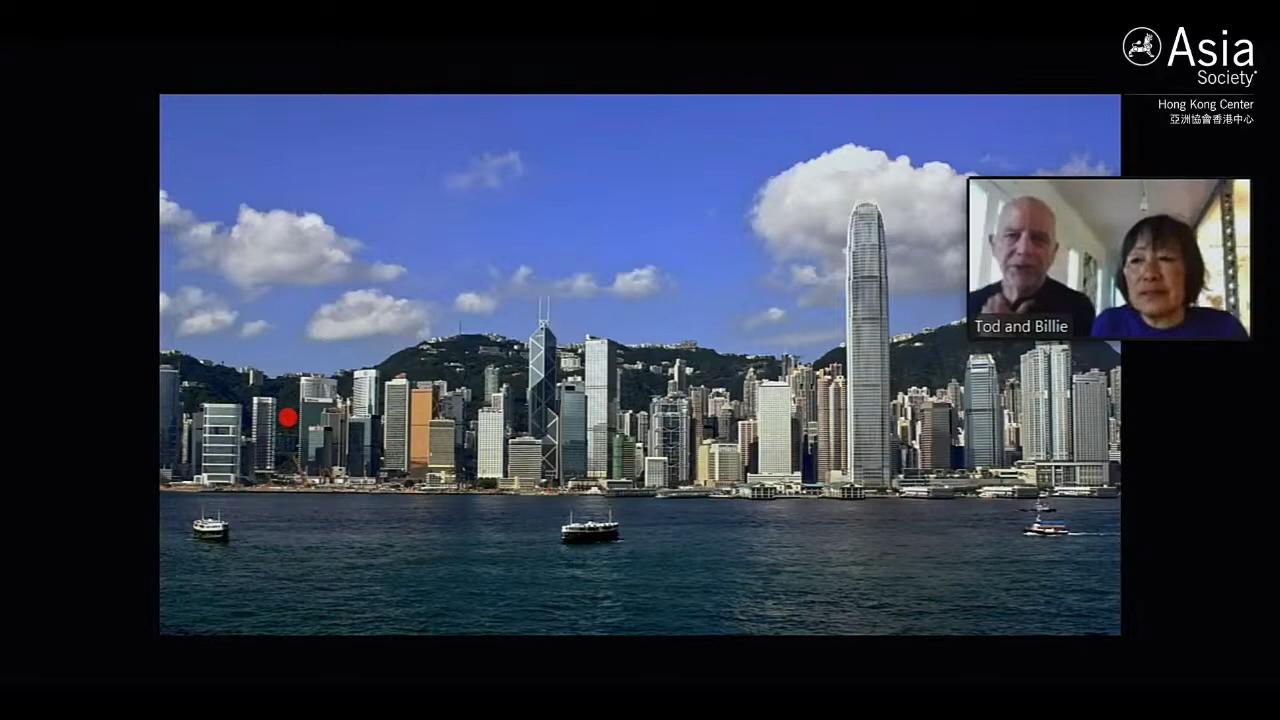 Asia
Society
Hong Kong Center
亞洲協會香港中心
Tod and Billie